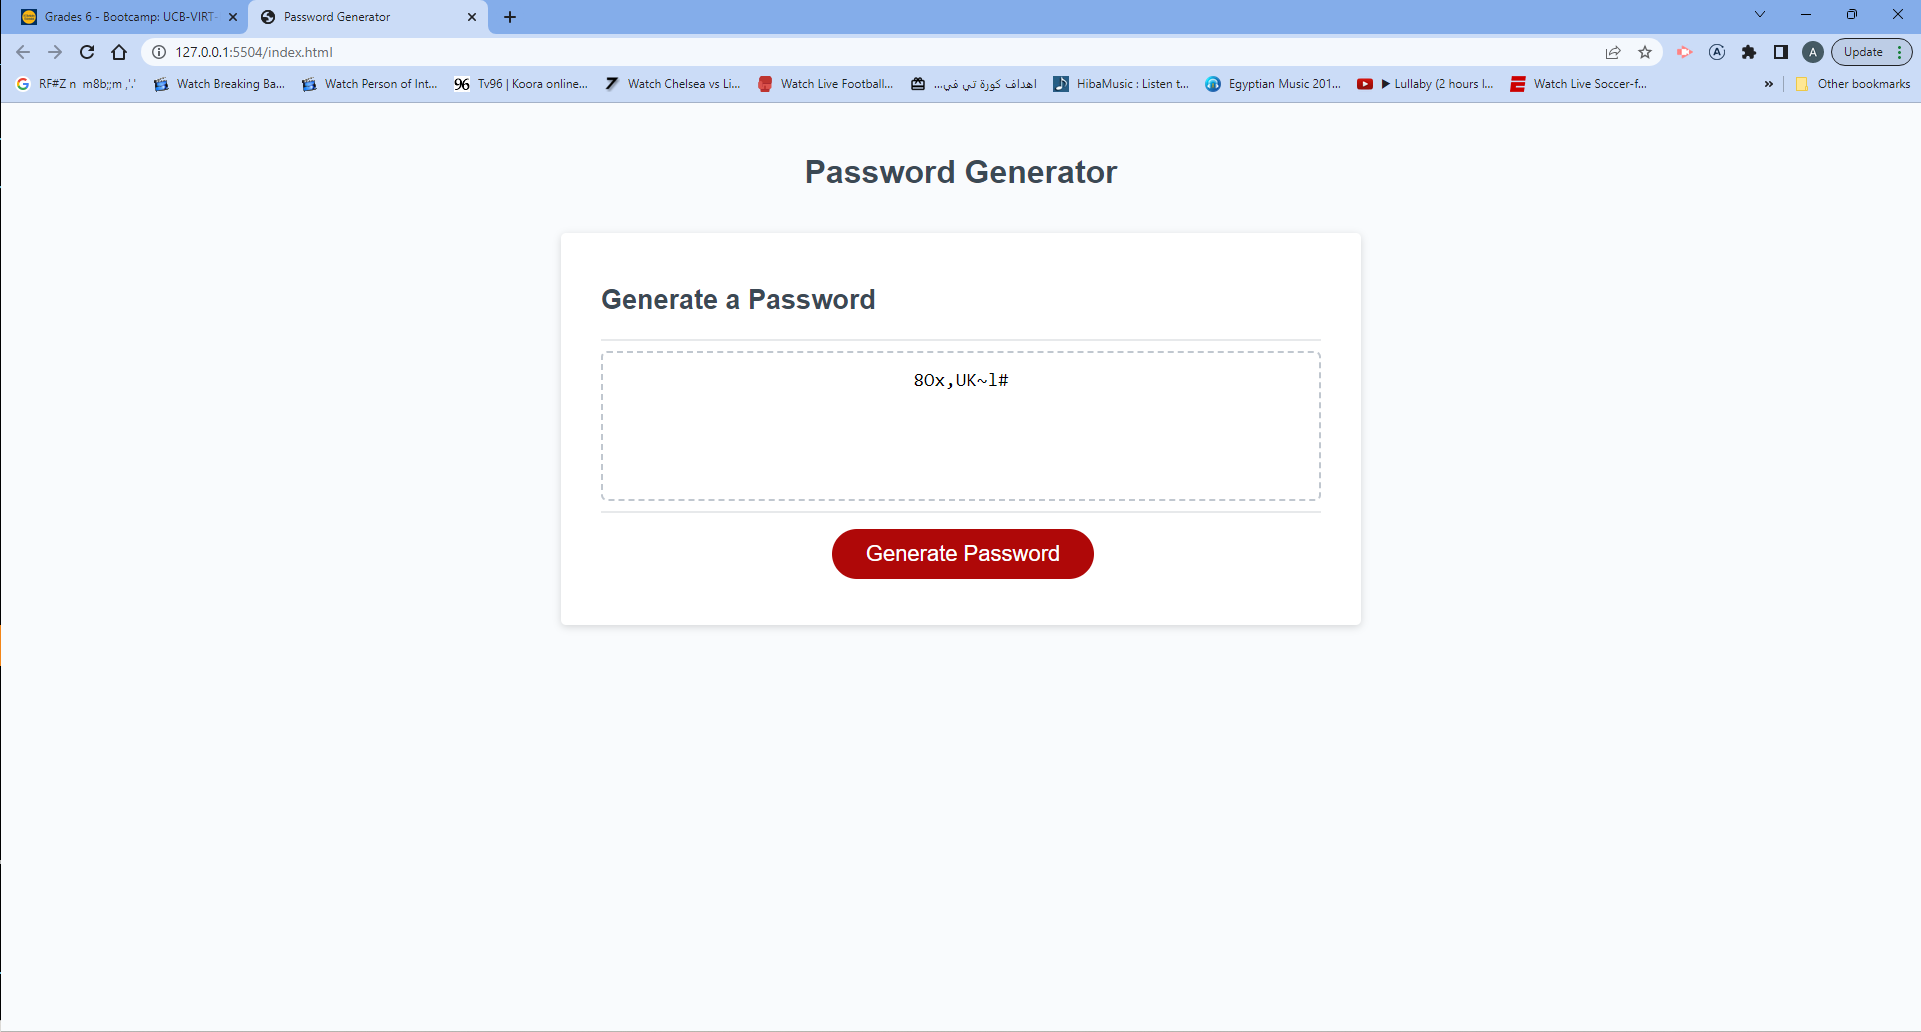 Grades 6 - Bootcamp: UCB-VIRT-
Password Generator
127.0.0.1:5504/index.html
A
Update
RF#Z n m8b;;m ,'.'
Watch Breaking Ba...
Watch Person of Int...
96 Tv96 | Koora online...
7 Watch Chelsea vs Li...
Watch Live Football...
اهداف كورة تي في...
HibaMusic : Listen t...
Egyptian Music 201...
▶ Lullaby (2 hours l...
Watch Live Soccer-f...
»
Other bookmarks
Password Generator
Generate a Password
8Ox,UK~l#
Generate Password